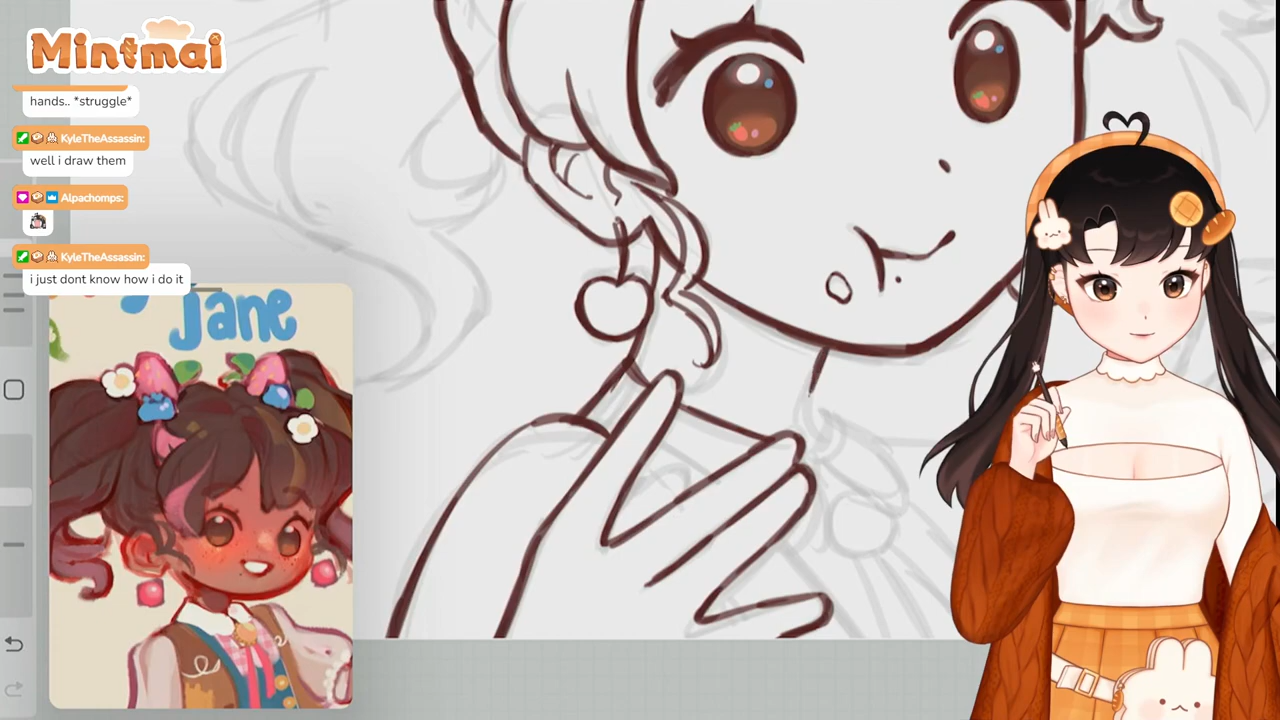 Mintmai
hands.. *struggle*
KyleTheAssassin:
well i draw them
Alpachomps:
KyleTheAssassin:
i just dont know how i do it
Jane